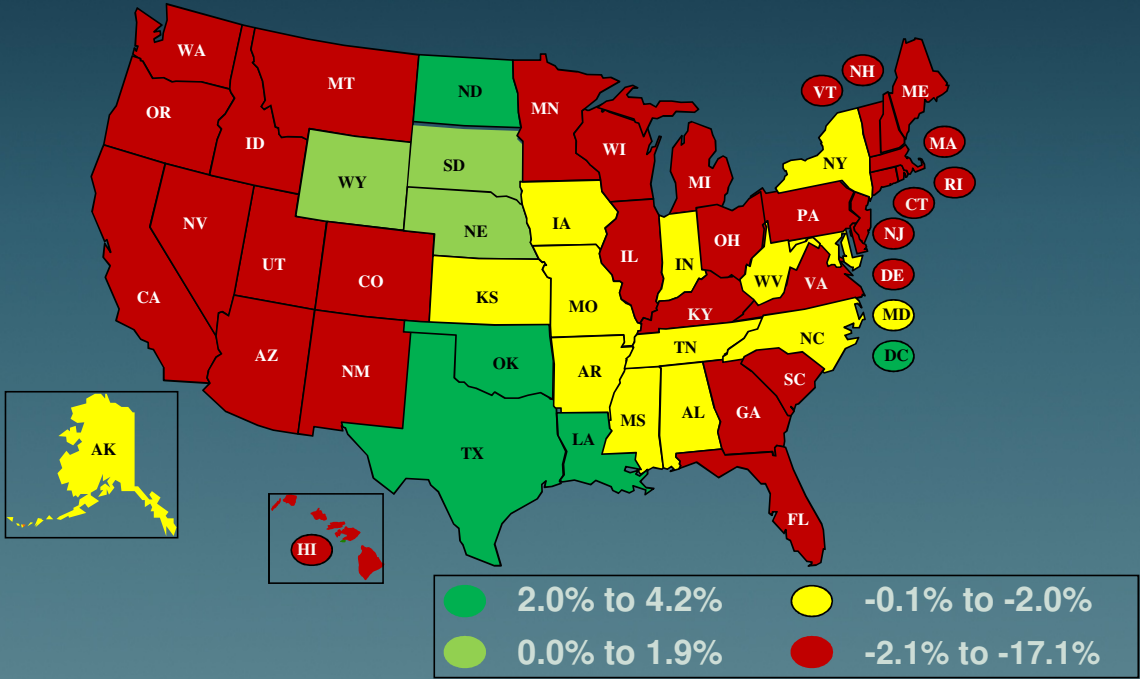 WA
MT
ND
MN
OR
ID
WY
SD
WI
MI
VT
NH
ME
NY
MA
RI
CT
NV
NE
IA
PA
NJ
UT
CO
IL
IN
OH
WV
VA
DE
CA
KS
MO
KY
MD
AZ
NM
OK
AR
TN
NC
DC
SC
MS
AL
GA
TX
LA
AK
FL
HI
2.0% to 4.2%
-0.1% to -2.0%
0.0% to 1.9%
-2.1% to -17.1%